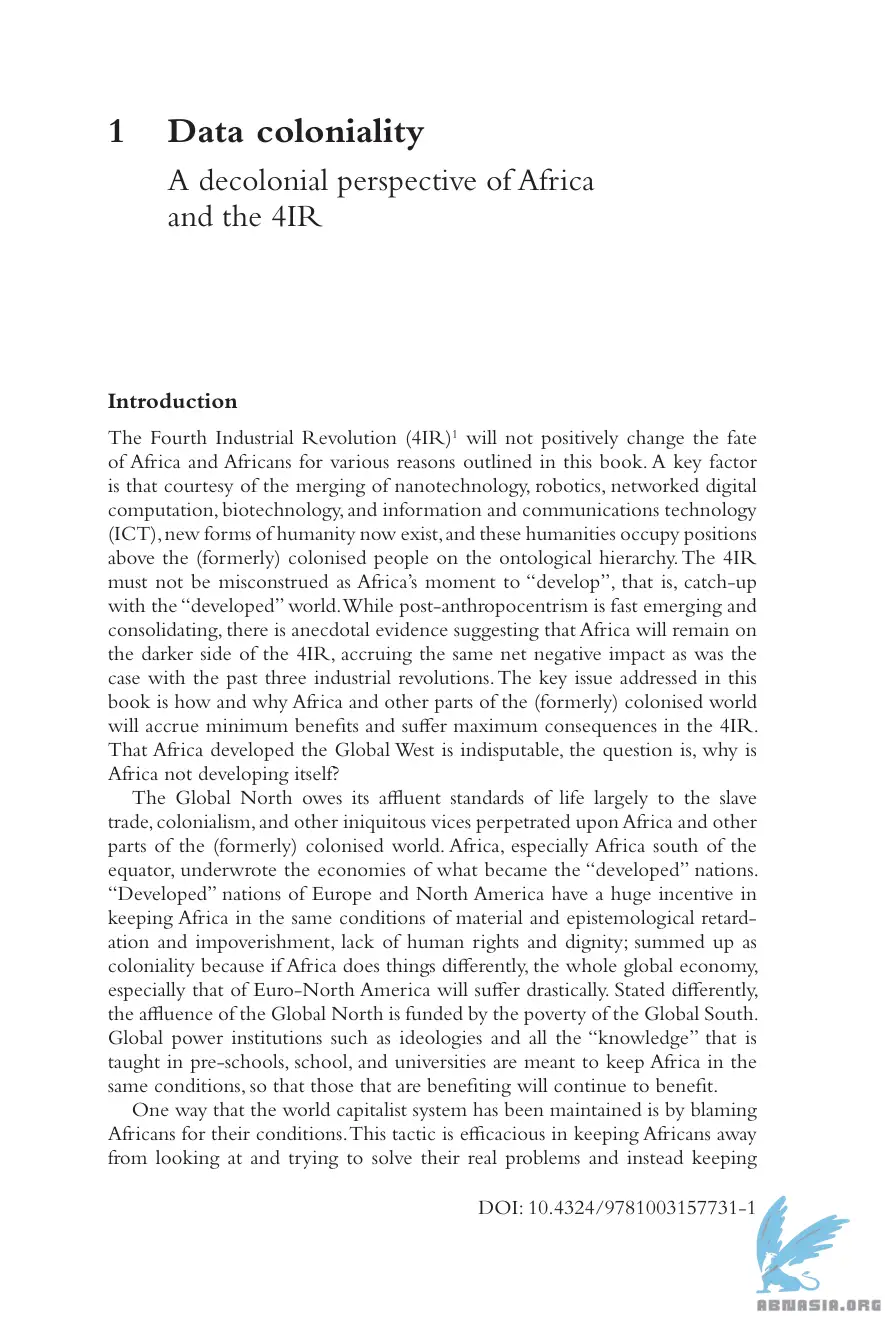 1 Data coloniality
A decolonial perspective of Africa
and the 4IR
Introduction
The Fourth Industrial Revolution (4IR)1 will not positively change the fate
of Africa and Africans for various reasons outlined in this book. A key factor
is that courtesy of the merging of nanotechnology, robotics, networked digital
computation, biotechnology, and information and communications technology
(ICT), new forms of humanity now exist, and these humanities occupy positions
above the (formerly) colonised people on the ontological hierarchy. The 4IR
must not be misconstrued as Africa’s moment to “develop”, that is, catch-up
with the “developed” world. While post-anthropocentrism is fast emerging and
consolidating, there is anecdotal evidence suggesting that Africa will remain on
the darker side of the 4IR, accruing the same net negative impact as was the
case with the past three industrial revolutions. The key issue addressed in this
book is how and why Africa and other parts of the (formerly) colonised world
will accrue minimum benefits and suffer maximum consequences in the 4IR.
That Africa developed the Global West is indisputable, the question is, why is
Africa not developing itself?
The Global North owes its affluent standards of life largely to the slave
trade, colonialism, and other iniquitous vices perpetrated upon Africa and other
parts of the (formerly) colonised world. Africa, especially Africa south of the
equator, underwrote the economies of what became the “developed” nations.
“Developed” nations of Europe and North America have a huge incentive in
keeping Africa in the same conditions of material and epistemological retard-
ation and impoverishment, lack of human rights and dignity; summed up as
coloniality because if Africa does things differently, the whole global economy,
especially that of Euro-North America will suffer drastically. Stated differently,
the affluence of the Global North is funded by the poverty of the Global South.
Global power institutions such as ideologies and all the “knowledge” that is
taught in pre-schools, school, and universities are meant to keep Africa in the
same conditions, so that those that are benefiting will continue to benefit.
One way that the world capitalist system has been maintained is by blaming
Africans for their conditions. This tactic is efficacious in keeping Africans away
from looking at and trying to solve their real problems and instead keeping
DOI: 10.4324/9781003157731-1
ABNASIA.ORG